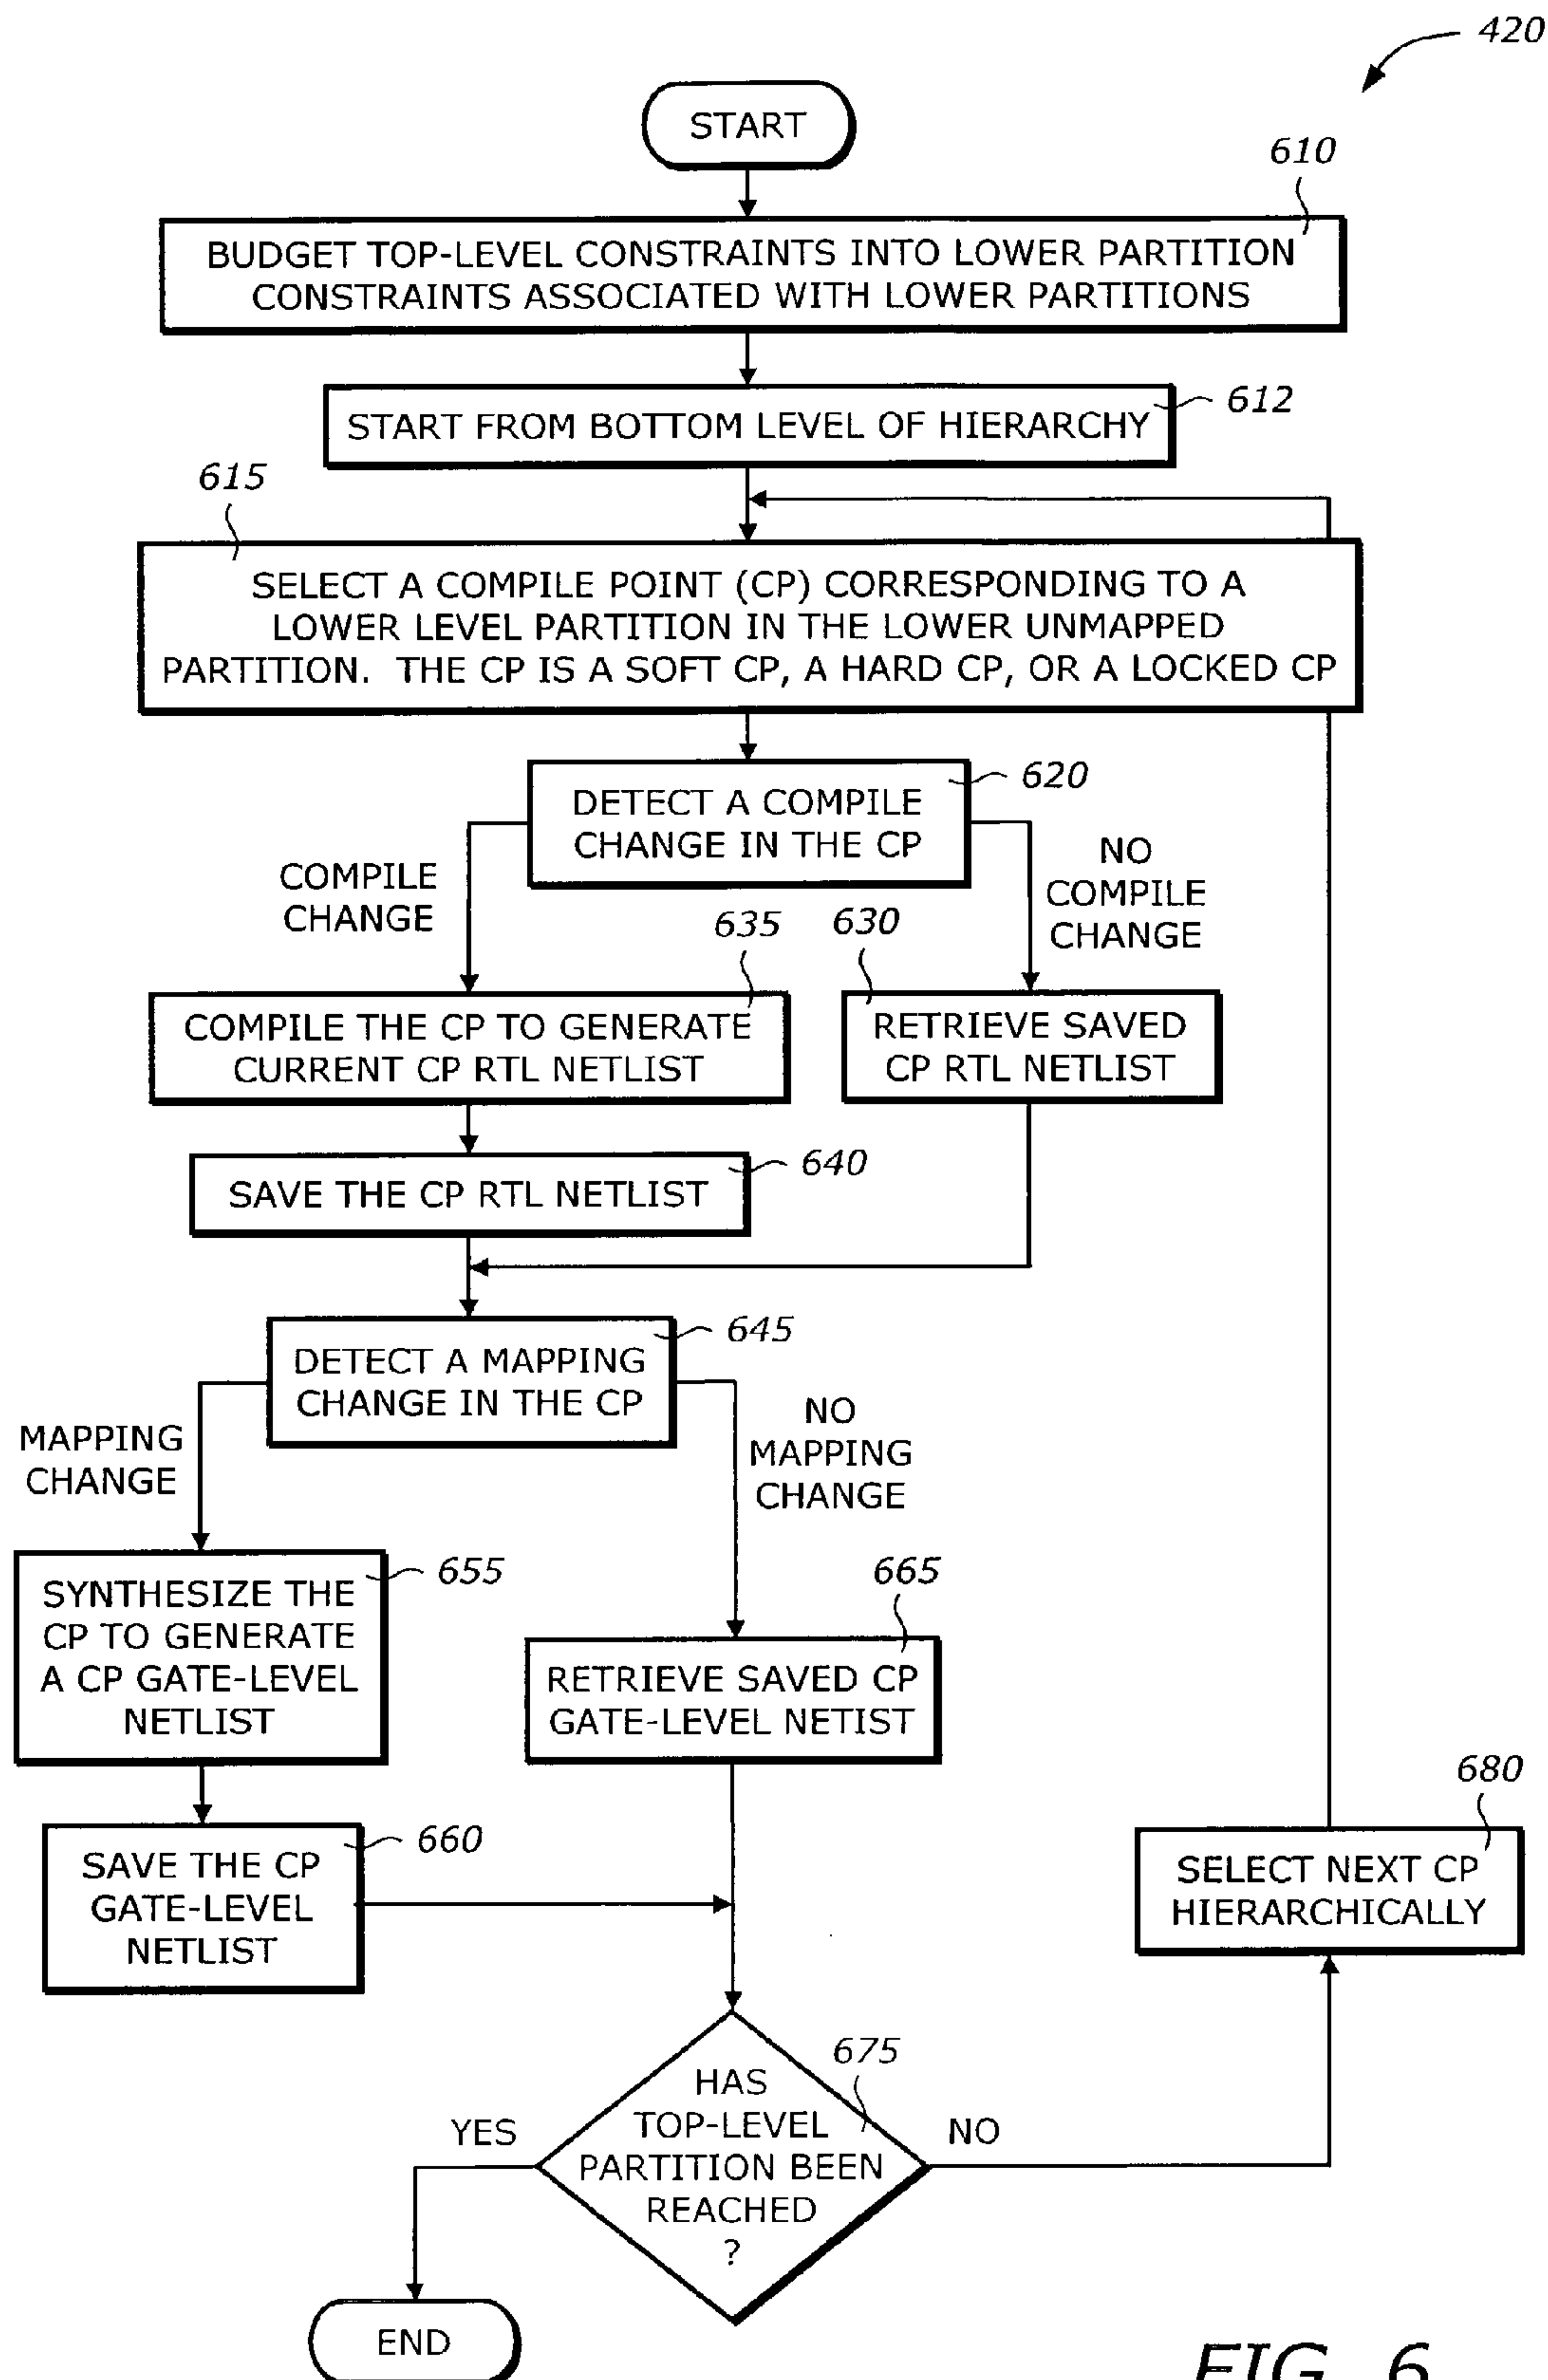 420
START
610
BUDGET TOP-LEVEL CONSTRAINTS INTO LOWER PARTITION
CONSTRAINTS ASSOCIATED WITH LOWER PARTITIONS
612
START FROM BOTTOM LEVEL OF HIERARCHY
615
SELECT A COMPILE POINT (CP) CORRESPONDING TO A
LOWER LEVEL PARTITION IN THE LOWER UNMAPPED
PARTITION. THE CP IS A SOFT CP, A HARD CP, OR A LOCKED CP
620
DETECT A COMPILE
CHANGE IN THE CP
COMPILE
CHANGE
NO
COMPILE
CHANGE
635
COMPILE THE CP TO GENERATE
CURRENT CP RTL NETLIST
630
RETRIEVE SAVED
CP RTL NETLIST
640
SAVE THE CP RTL NETLIST
645
DETECT A MAPPING
CHANGE IN THE CP
MAPPING
CHANGE
NO
MAPPING
CHANGE
655
SYNTHESIZE THE
CP TO GENERATE
A CP GATE-LEVEL
NETLIST
665
RETRIEVE SAVED CP
GATE-LEVEL NETIST
660
SAVE THE CP
GATE-LEVEL
NETLIST
680
SELECT NEXT CP
HIERARCHICALLY
675
HAS
TOP-LEVEL
PARTITION BEEN
REACHED
?
YES
NO
END
FIG. 6